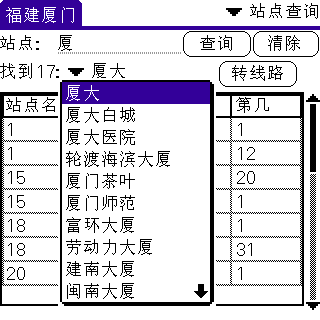 福建厦门 站点查询
站点: 厦 查询 清除
找到17: 厦大 转线路
站点名 第几
厦大
厦大白城
厦大医院
轮渡海滨大厦
厦门茶叶
厦门师范
富环大厦
劳动力大厦
建南大厦
闽南大厦
1 1
1 12
15 20
15 1
18 1
18 31
20 1